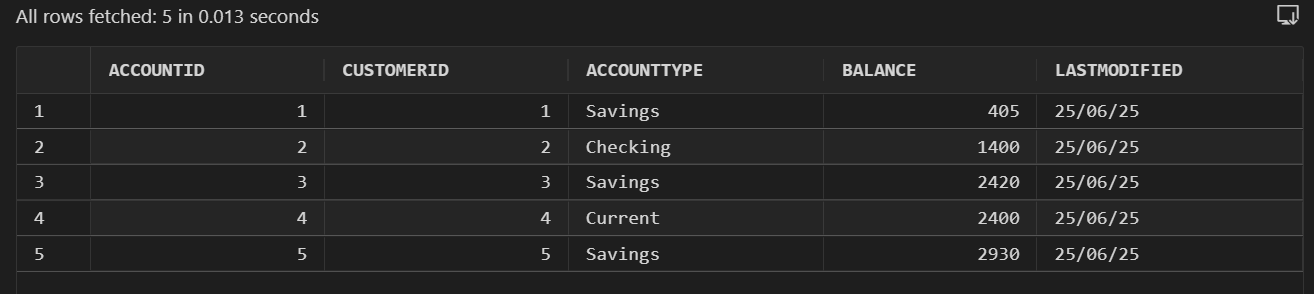 All rows fetched: 5 in 0.013 seconds
ACCOUNTID CUSTOMERID ACCOUNTTYPE BALANCE LASTMODIFIED
1 1 1 Savings 405 25/06/25
2 2 2 Checking 1400 25/06/25
3 3 3 Savings 2420 25/06/25
4 4 4 Current 2400 25/06/25
5 5 5 Savings 2930 25/06/25